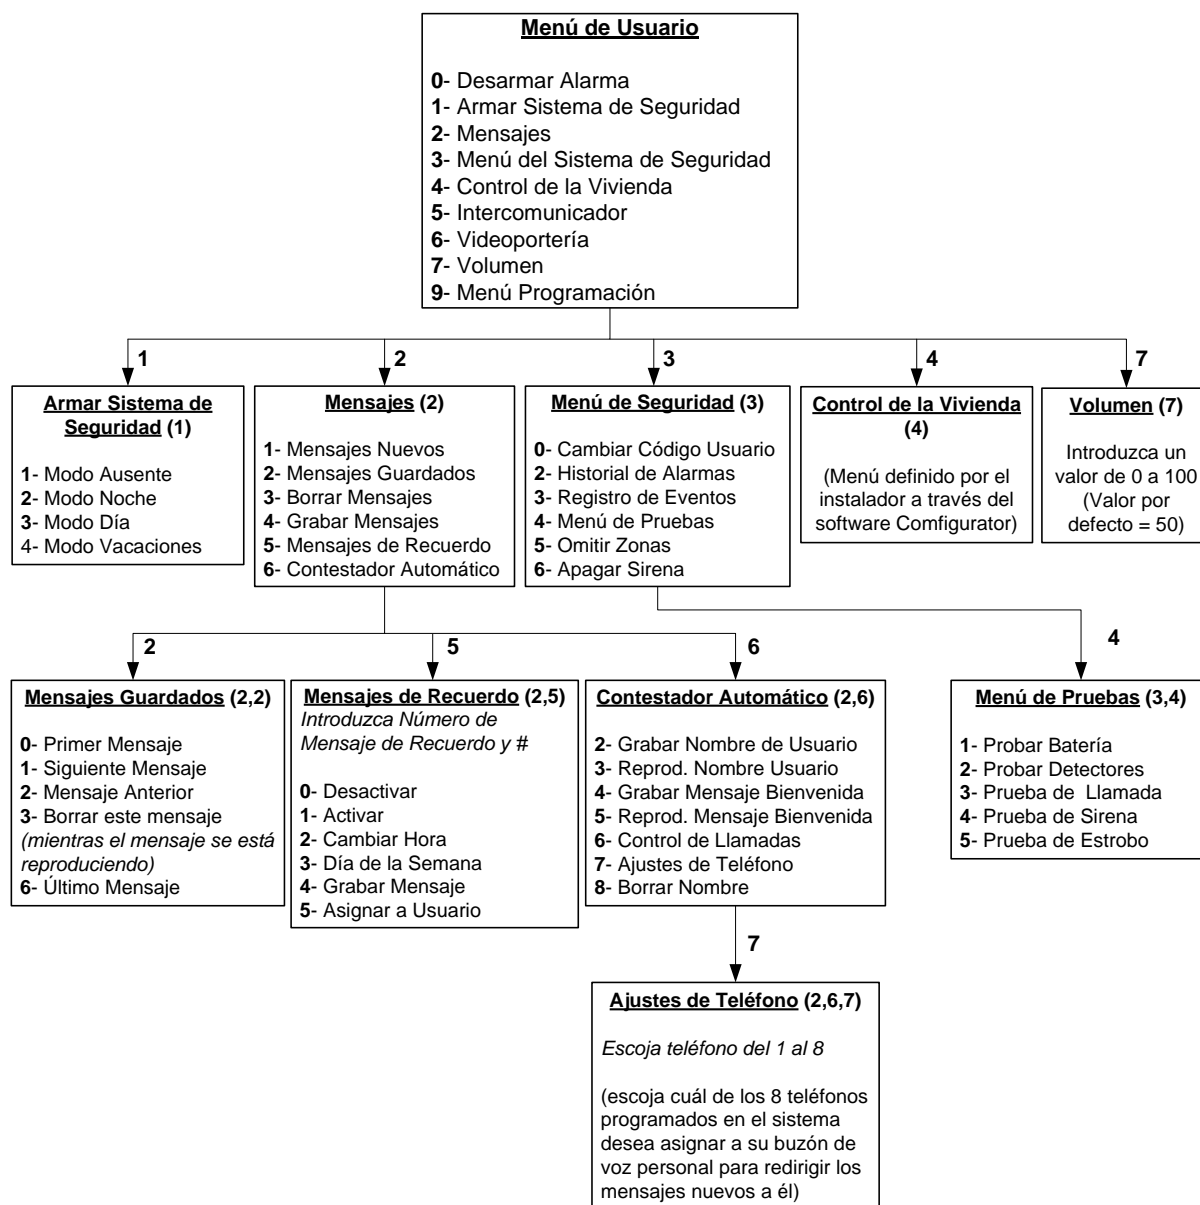 Menú de Usuario
0- Desarmar Alarma
1- Armar Sistema de Seguridad
2- Mensajes
3- Menú del Sistema de Seguridad
4- Control de la Vivienda
5- Intercomunicador
6- Videoportería
7- Volumen
9- Menú Programación
1
2
3
4
7
Armar Sistema de
Seguridad (1)
1- Modo Ausente
2- Modo Noche
3- Modo Día
4- Modo Vacaciones
Mensajes (2)
1- Mensajes Nuevos
2- Mensajes Guardados
3- Borrar Mensajes
4- Grabar Mensajes
5- Mensajes de Recuerdo
6- Contestador Automático
Menú de Seguridad (3)
0- Cambiar Código Usuario
2- Historial de Alarmas
3- Registro de Eventos
4- Menú de Pruebas
5- Omitir Zonas
6- Apagar Sirena
Control de la Vivienda
(4)
(Menú definido por el
instalador a través del
software Comfigurator)
Volumen (7)
Introduzca un
valor de 0 a 100
(Valor por
defecto = 50)
2
5
6
4
Mensajes Guardados (2,2)
0- Primer Mensaje
1- Siguiente Mensaje
2- Mensaje Anterior
3- Borrar este mensaje
(mientras el mensaje se está
reproduciendo)
6- Último Mensaje
Mensajes de Recuerdo (2,5)
Introduzca Número de
Mensaje de Recuerdo y #
0- Desactivar
1- Activar
2- Cambiar Hora
3- Día de la Semana
4- Grabar Mensaje
5- Asignar a Usuario
Contestador Automático (2,6)
2- Grabar Nombre de Usuario
3- Reprod. Nombre Usuario
4- Grabar Mensaje Bienvenida
5- Reprod. Mensaje Bienvenida
6- Control de Llamadas
7- Ajustes de Teléfono
8- Borrar Nombre
Menú de Pruebas (3,4)
1- Probar Batería
2- Probar Detectores
3- Prueba de Llamada
4- Prueba de Sirena
5- Prueba de Estrobo
7
Ajustes de Teléfono (2,6,7)
Escoja teléfono del 1 al 8
(escoja cuál de los 8 teléfonos
programados en el sistema
desea asignar a su buzón de
voz personal para redirigir los
mensajes nuevos a él)